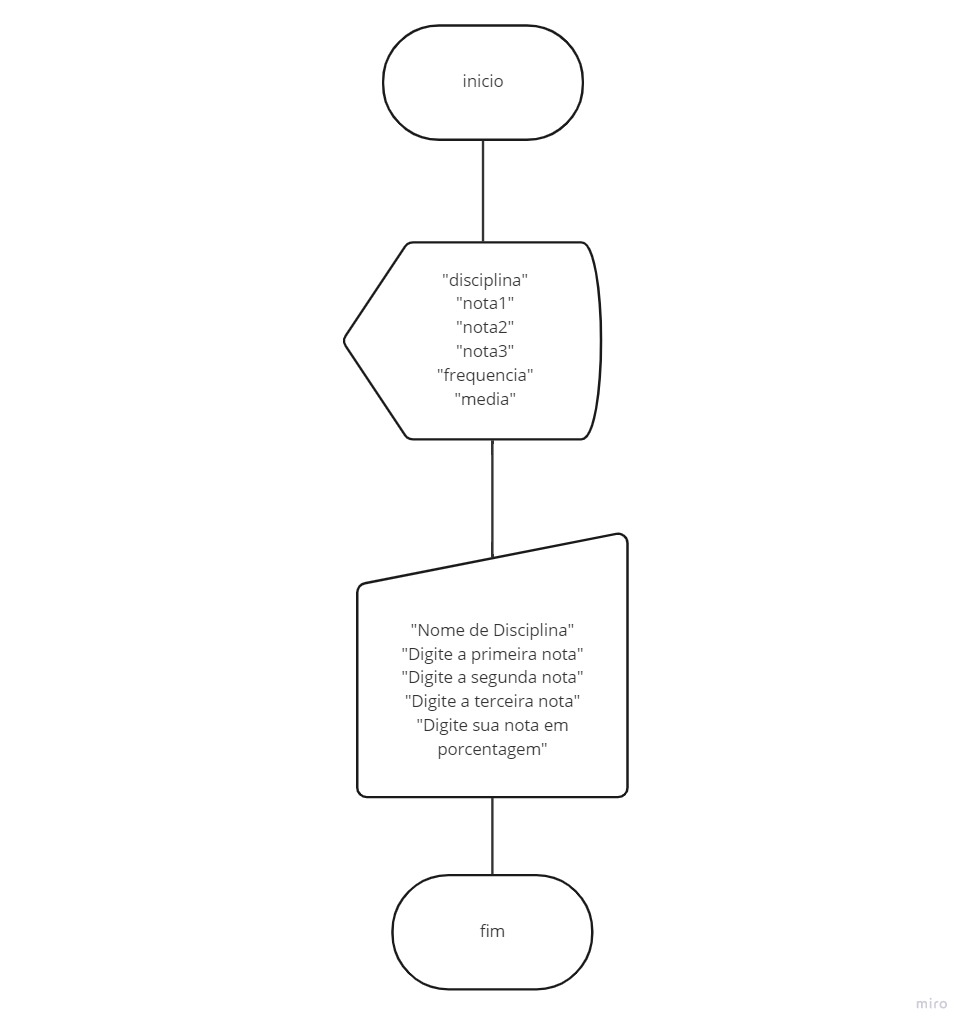 inicio
"disciplina"
"nota1"
"nota2"
"nota3"
"frequencia"
"media"
"Nome de Disciplina"
"Digite a primeira nota"
"Digite a segunda nota"
"Digite a terceira nota"
"Digite sua nota em
porcentagem"
fim
miro